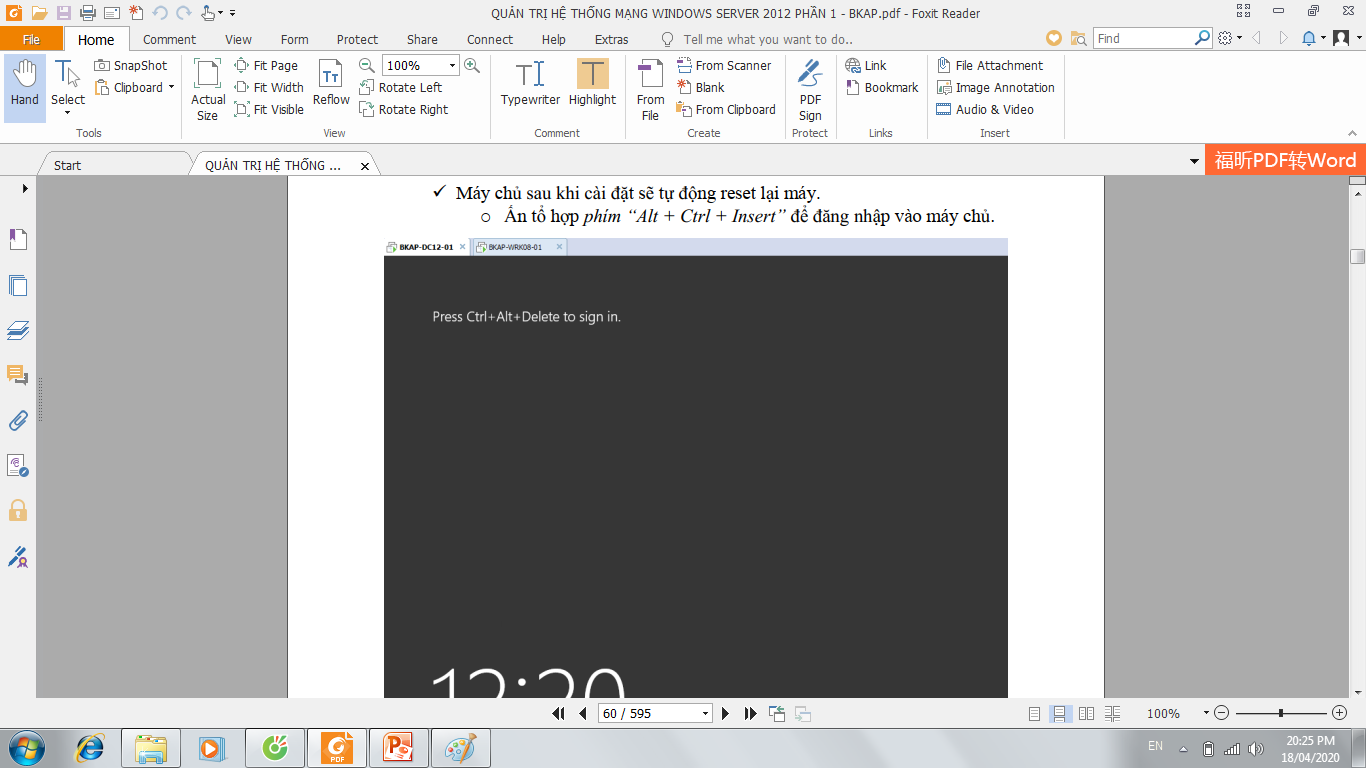 QUẢN TRỊ HỆ THỐNG MẠNG WINDOWS SERVER 2012 PHẦN 1 - BKAP.pdf - Foxit Reader
File Home Comment View Form Protect Share Connect Help Extras Tell me what you want to do.. Find
Hand
Select
SnapShot
Clipboard
Tools
Actual Size
Fit Page
Fit Width
Fit Visible
Reflow
100%
Rotate Left
Rotate Right
View
Typewriter
Highlight
Comment
From File
From Scanner
Blank
From Clipboard
Create
PDF Sign
Protect
Link
Bookmark
Links
File Attachment
Image Annotation
Audio & Video
Insert
Start
QUẢN TRỊ HỆ THỐNG ...
福昕PDF转Word
✓ Máy chủ sau khi cài đặt sẽ tự động reset lại máy.
o Ấn tổ hợp phím “Alt + Ctrl + Insert” để đăng nhập vào máy chủ.
BKAP-DC12-01 BKAP-WRK08-01
Press Ctrl+Alt+Delete to sign in.
12:20
60 / 595
100%
PDF
EN
20:25 PM
18/04/2020